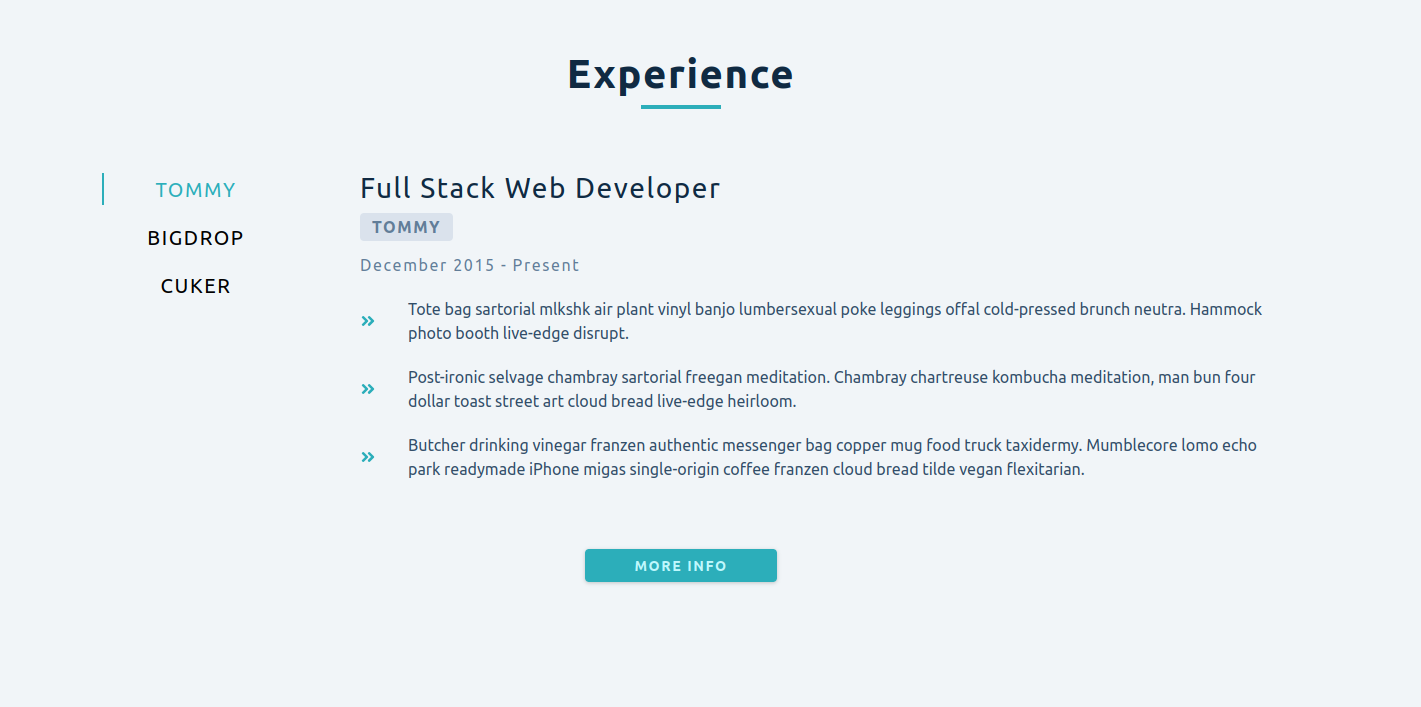 Experience
TOMMY
BIGDROP
CUKER
Full Stack Web Developer
TOMMY
December 2015 - Present
Tote bag sartorial mlkshk air plant vinyl banjo lumbersexual poke leggings offal cold-pressed brunch neutra. Hammock
photo booth live-edge disrupt.
Post-ironic selvage chambray sartorial freegan meditation. Chambray chartreuse kombucha meditation, man bun four
dollar toast street art cloud bread live-edge heirloom.
Butcher drinking vinegar franzen authentic messenger bag copper mug food truck taxidermy. Mumblecore lomo echo
park readymade iPhone migas single-origin coffee franzen cloud bread tilde vegan flexitarian.
MORE INFO